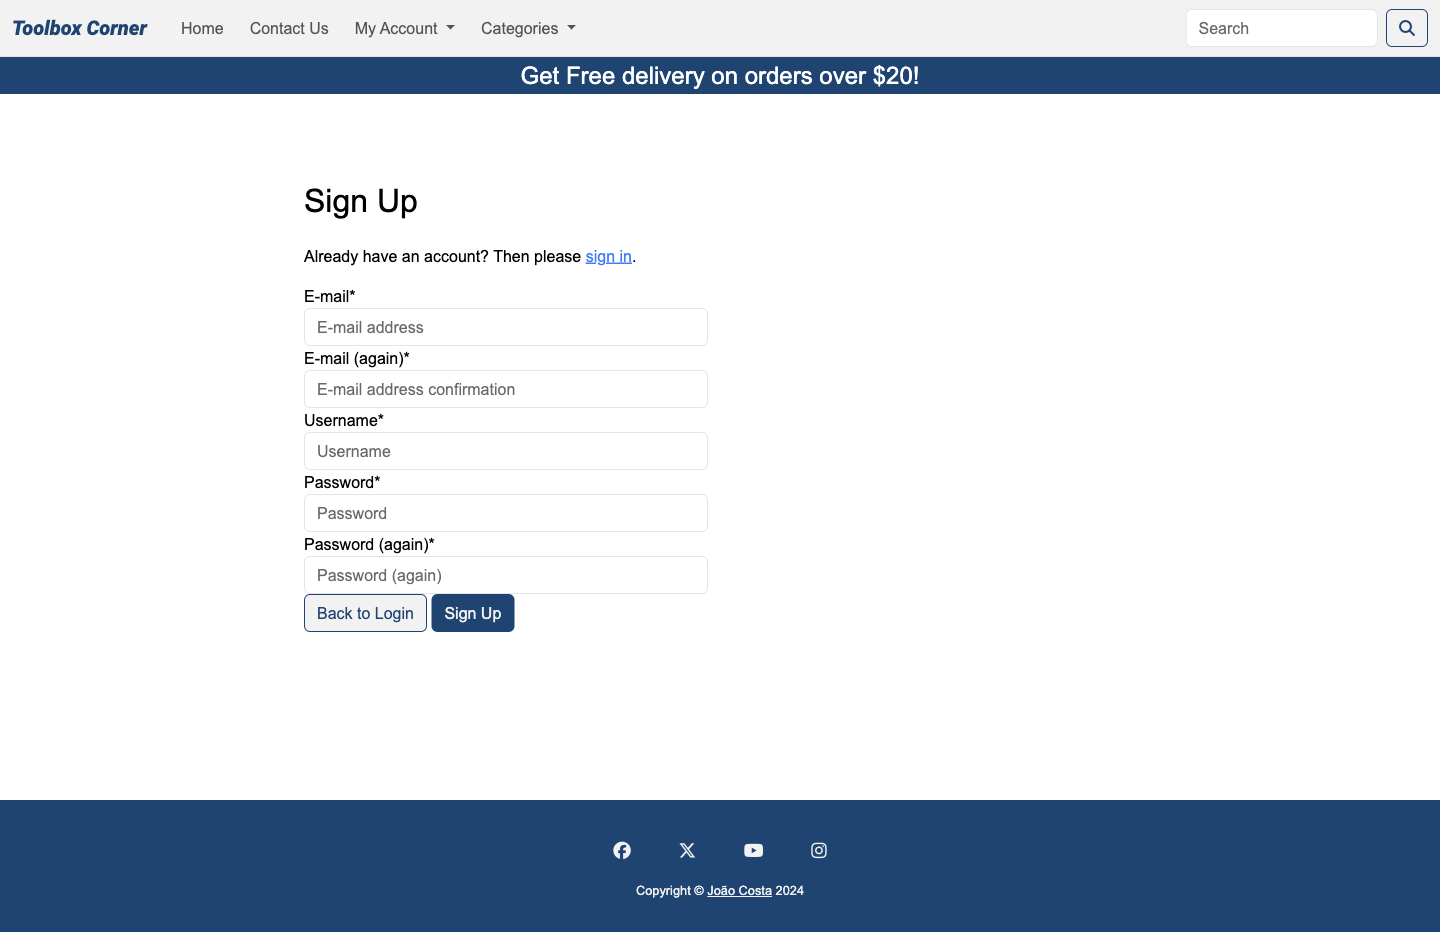 Toolbox Corner Home Contact Us My Account Categories Search
Get Free delivery on orders over $20!
Sign Up
Already have an account? Then please sign in.
E-mail*
E-mail address
E-mail (again)*
E-mail address confirmation
Username*
Username
Password*
Password
Password (again)*
Password (again)
Back to Login Sign Up
Copyright © João Costa 2024